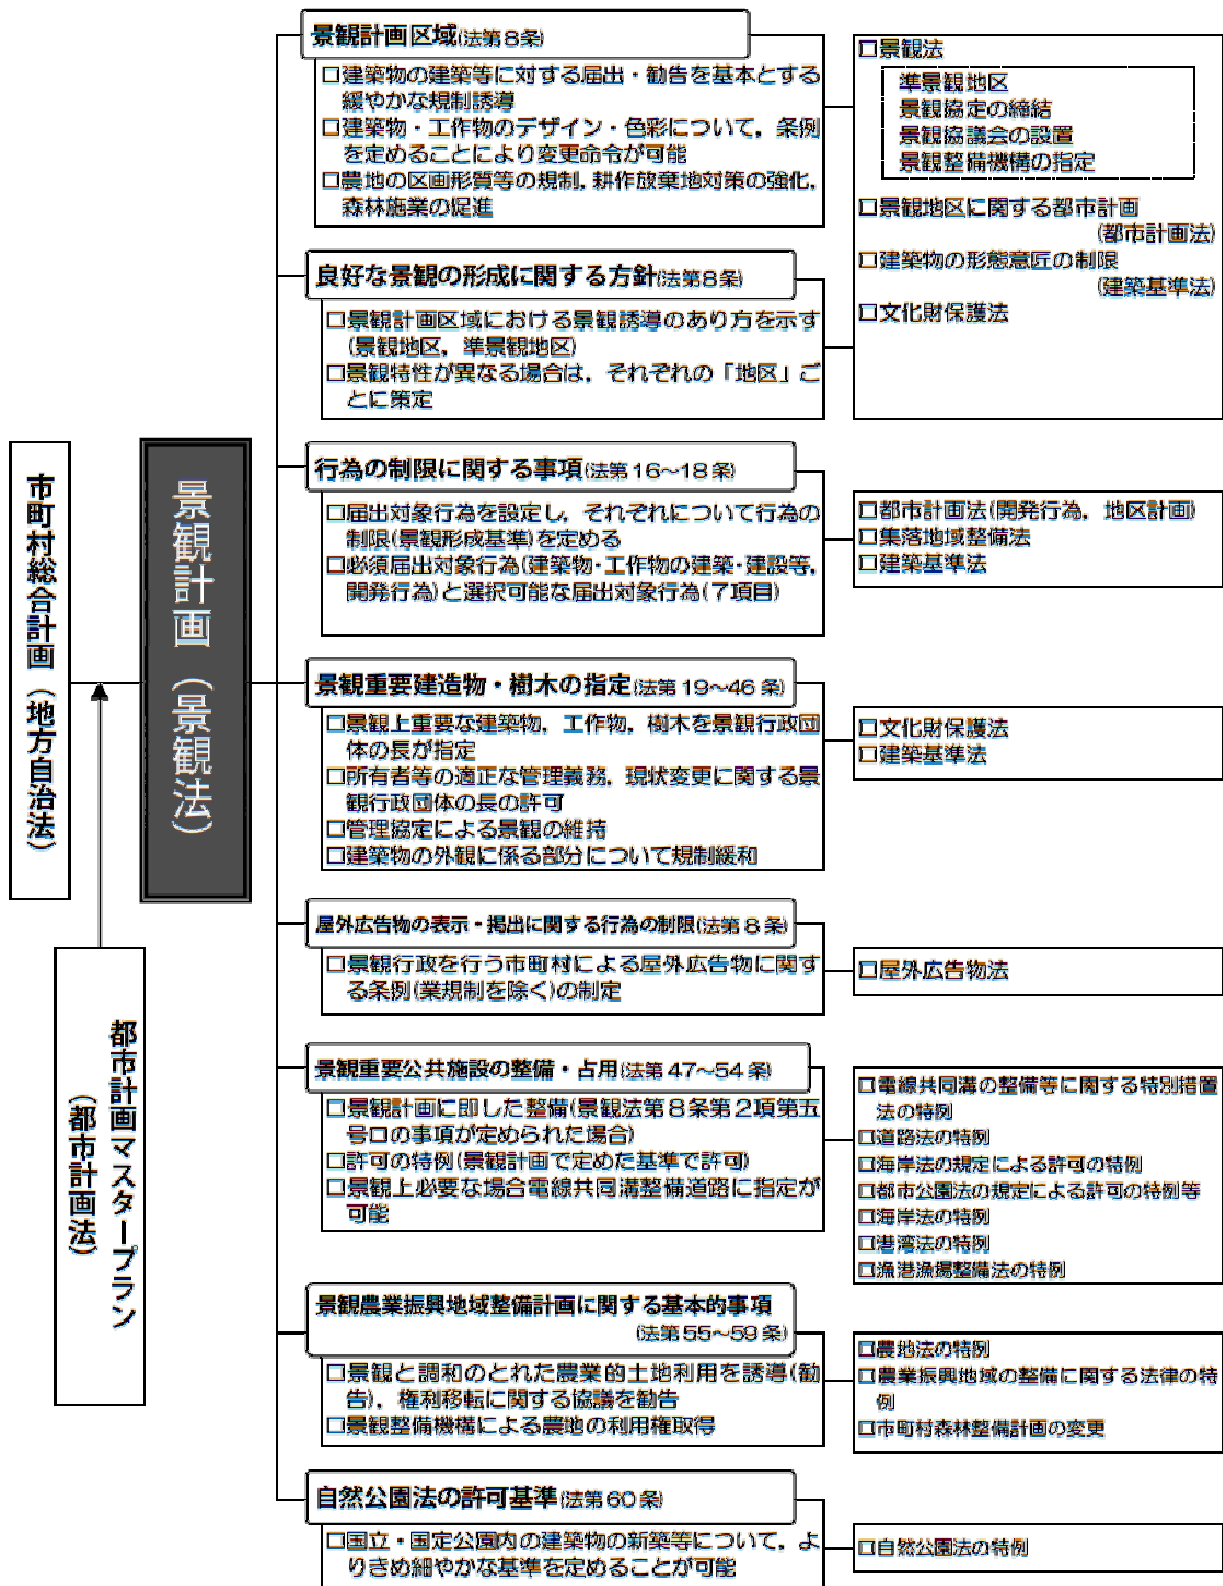 市町村総合計画（地方自治法）
都市計画マスタープラン
（都市計画法）
景観計画（景観法）
景観計画区域(法第8条)
□建築物の建築等に対する届出・勧告を基本とする
緩やかな規制誘導
□建築物・工作物のデザイン・色彩について，条例
を定めることにより変更命令が可能
□農地の区画形質等の規制，耕作放棄地対策の強化，
森林施業の促進
□景観法
準景観地区
景観協定の締結
景観協議会の設置
景観整備機構の指定
□景観地区に関する都市計画
(都市計画法)
□建築物の形態意匠の制限
(建築基準法)
□文化財保護法
良好な景観の形成に関する方針(法第8条)
□景観計画区域における景観誘導のあり方を示す
(景観地区，準景観地区)
□景観特性が異なる場合は，それぞれの「地区」ご
とに策定
行為の制限に関する事項(法第16〜18条)
□届出対象行為を設定し，それぞれについて行為の
制限(景観形成基準)を定める
□必須届出対象行為(建築物・工作物の建築・建設等，
開発行為)と選択可能な届出対象行為(7項目)
□都市計画法(開発行為，地区計画)
□集落地域整備法
□建築基準法
景観重要建造物・樹木の指定(法第19〜46条)
□景観上重要な建築物，工作物，樹木を景観行政団
体の長が指定
□所有者等の適正な管理義務，現状変更に関する景
観行政団体の長の許可
□管理協定による景観の維持
□建築物の外観に係る部分について規制緩和
□文化財保護法
□建築基準法
屋外広告物の表示・掲出に関する行為の制限(法第8条)
□景観行政を行う市町村による屋外広告物に関す
る条例(業規制を除く)の制定
□屋外広告物法
景観重要公共施設の整備・占用(法第47〜54条)
□景観計画に即した整備(景観法第8条第2項第五
号ロの事項が定められた場合)
□許可の特例(景観計画で定めた基準で許可)
□景観上必要な場合電線共同溝整備道路に指定が
可能
□電線共同溝の整備等に関する特別措置
法の特例
□道路法の特例
□海岸法の規定による許可の特例
□都市公園法の規定による許可の特例等
□海岸法の特例
□港湾法の特例
□漁港漁場整備法の特例
景観農業振興地域整備計画に関する基本的事項
(法第55〜59条)
□景観と調和のとれた農業的土地利用を誘導(勧
告)，権利移転に関する協議を勧告
□景観整備機構による農地の利用権取得
□農地法の特例
□農業振興地域の整備に関する法律の特
例
□市町村森林整備計画の変更
自然公園法の許可基準(法第60条)
□国立・国定公園内の建築物の新築等について，よ
りきめ細やかな基準を定めることが可能
□自然公園法の特例